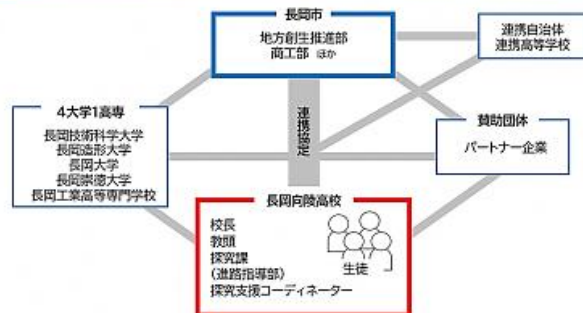 長岡市
地方創生推進部
商工部 ほか
連携自治体
連携高等学校
4大学1高専
長岡技術科学大学
長岡造形大学
長岡大学
長岡崇徳大学
長岡工業高等専門学校
連携協定
賛助団体
パートナー企業
長岡向陵高校
校長
教頭
探究課
(進路指導部)
探究支援コーディネーター
生徒